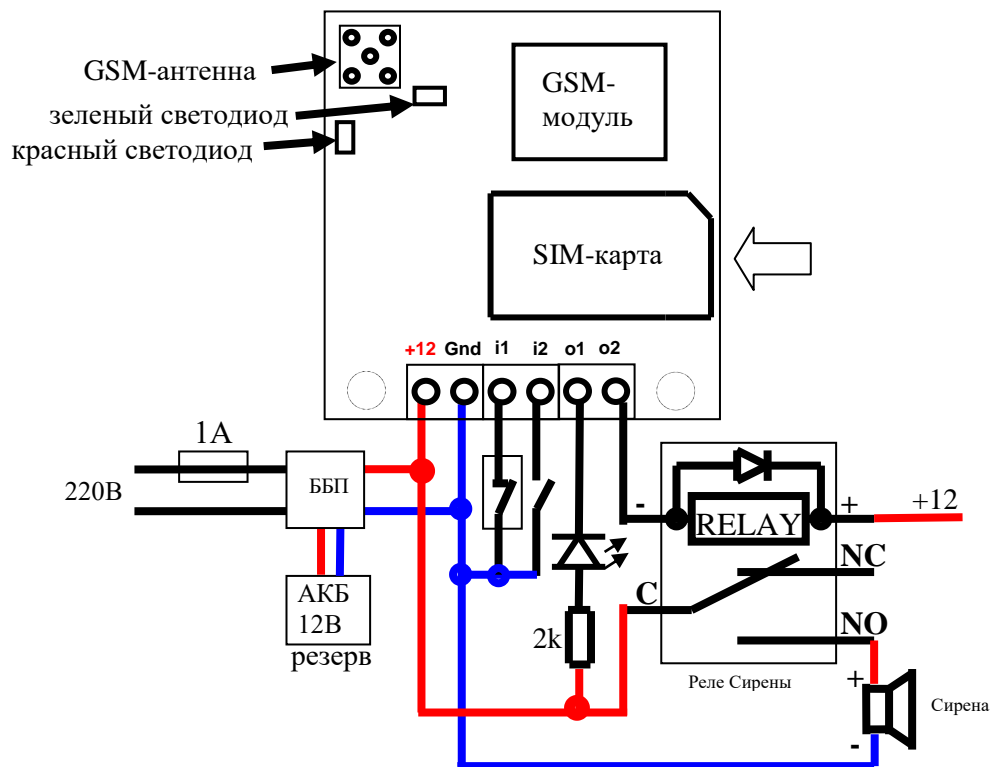 GSM-антенна
зеленый светодиод
красный светодиод
GSM-
модуль
SIM-карта
+12 Gnd i1 i2 o1 o2
1А
220В
ББП
АКБ
12В
резерв
2k
- RELAY + +12
NC
C
NO
Реле Сирены
+
Сирена
-